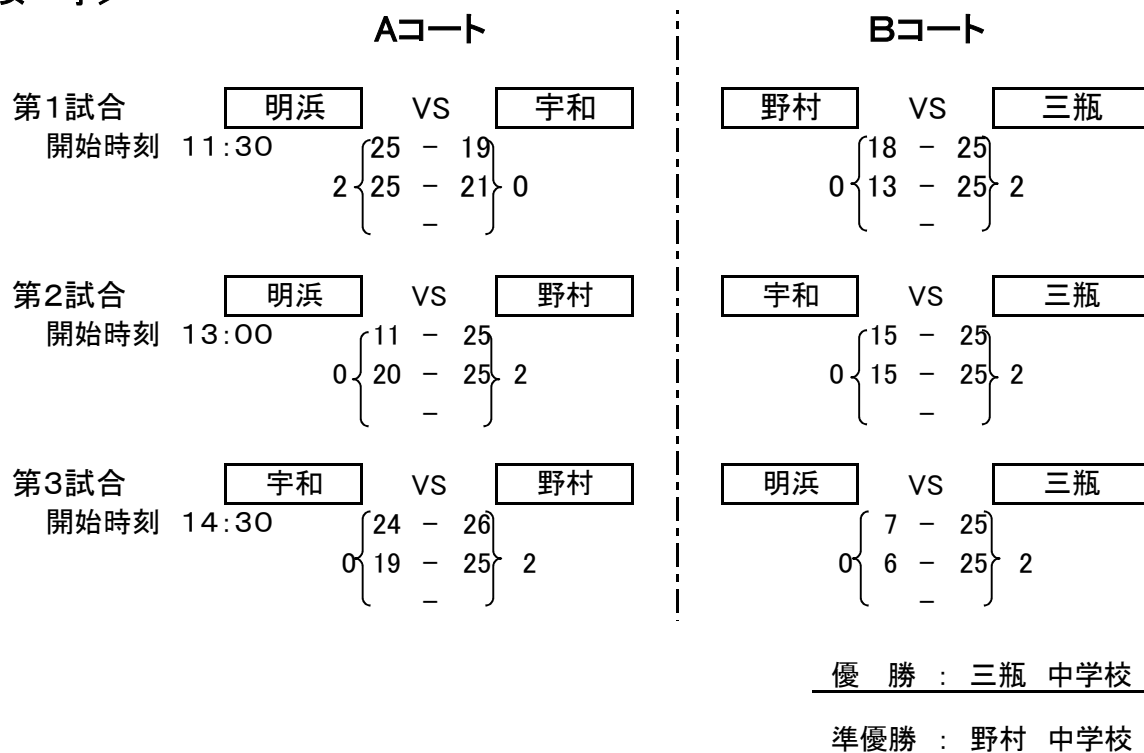 Aコート Bコート
第1試合 明浜 VS 宇和 野村 VS 三瓶
開始時刻 11:30 25 - 19 18 - 25
2 25 - 21 0 0 13 - 25 2
- -
第2試合 明浜 VS 野村 宇和 VS 三瓶
開始時刻 13:00 11 - 25 15 - 25
0 20 - 25 2 0 15 - 25 2
- -
第3試合 宇和 VS 野村 明浜 VS 三瓶
開始時刻 14:30 24 - 26 7 - 25
0 19 - 25 2 0 6 - 25 2
- -
優 勝 : 三瓶 中学校
準優勝 : 野村 中学校